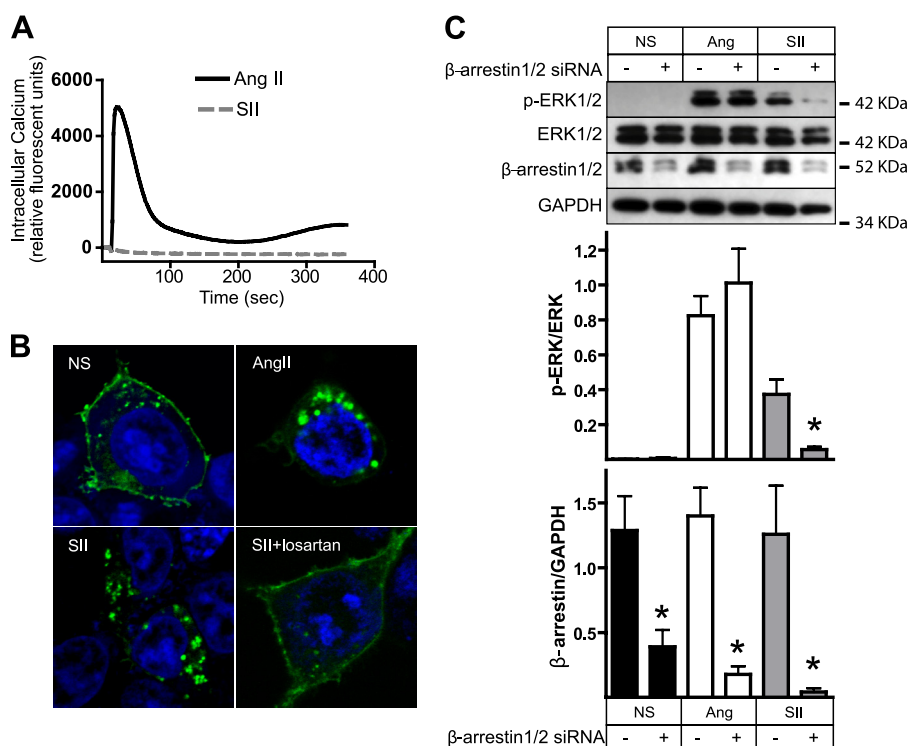 A
Intracellular Calcium
(relative fluorescent units)
6000
4000
2000
0
Ang II
SII
100
200
300
400
Time (sec)
B
NS
AngII
SII
SII+losartan
C
NS
Ang
SII
β-arrestin1/2 siRNA
-
+
-
+
-
+
p-ERK1/2
42 KDa
ERK1/2
42 KDa
β-arrestin1/2
52 KDa
GAPDH
34 KDa
p-ERK/ERK
1.2
1.0
0.8
0.6
0.4
0.2
*
β-arrestin/GAPDH
1.5
1.0
0.5
*
*
*
NS
Ang
SII
β-arrestin1/2 siRNA
-
+
-
+
-
+